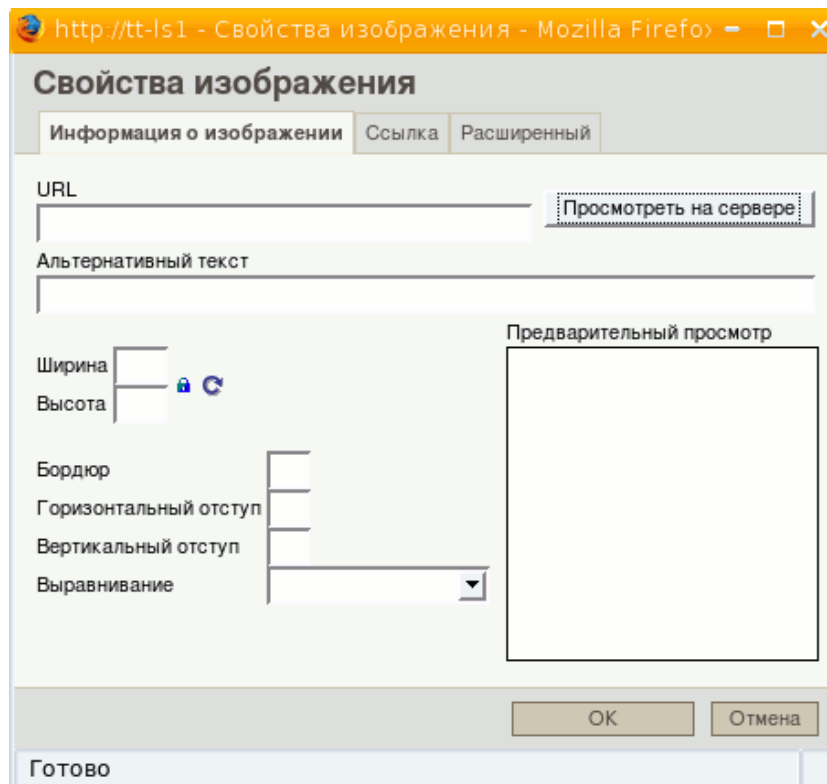 http://tt-ls1 - Свойства изображения - Mozilla Firefox
Свойства изображения
Информация о изображении Ссылка Расширенный
URL
Просмотреть на сервере
Альтернативный текст
Предварительный просмотр
Ширина
Высота
Бордюр
Горизонтальный отступ
Вертикальный отступ
Выравнивание
OK Отмена
Готово